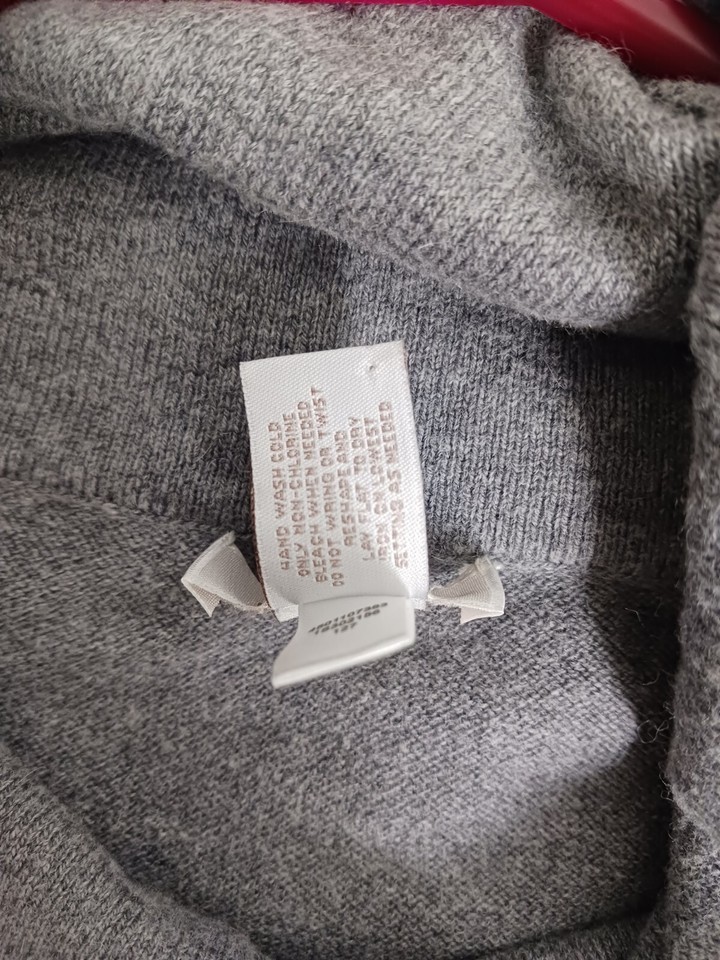 HAND WASH COLD
ONLY NON-CHLORINE
BLEACH WHEN NEEDED
DO NOT WRING OR TWIST
RESHAPE AND
LAY FLAT TO DRY
IRON ON LOWEST
SETTING AS NEEDED
127